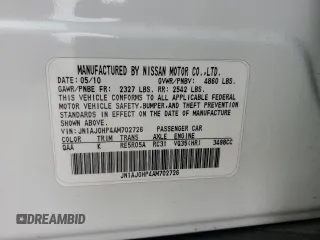 MANUFACTURED BY NISSAN MOTOR CO., LTD.
DATE: 05/10 GVWR/PNBV: 4860 LBS.
GAWR/PNBE FR: 2327 LBS. RR: 2542 LBS.
THIS VEHICLE CONFORMS TO ALL APPLICABLE FEDERAL
MOTOR VEHICLE SAFETY, BUMPER, AND THEFT PREVENTION
STANDARDS IN EFFECT ON THE DATE OF MANUFACTURE
SHOWN ABOVE.
VIN: JN1AJ0HP4AM702726 PASSENGER CAR
COLOR TRIM TRANS AXLE ENGINE
QAA K RE5R05A RC31 VQ35(HR) 3498CC
JN1AJ0HP4AM702726
DREAMBID
dreambid.com